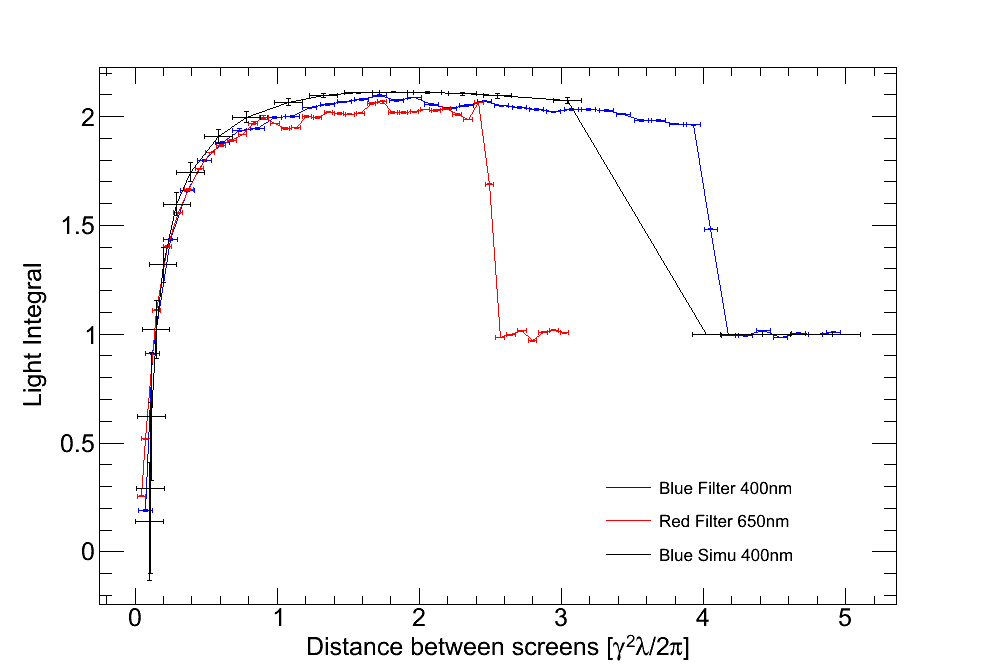 Light Integral
2
1.5
1
0.5
0
Blue Filter 400nm
Red Filter 650nm
Blue Simu 400nm
0 1 2 3 4 5
Distance between screens [γ²λ/2π]